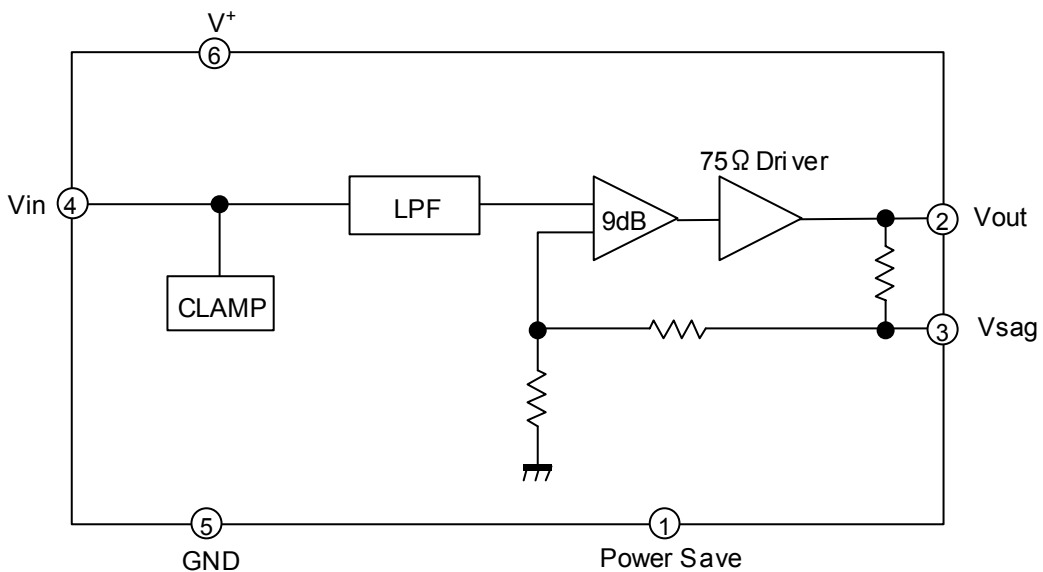 V⁺
6
75Ω Driver
Vin 4
LPF
9dB
2 Vout
CLAMP
3 Vsag
5
1
GND
Power Save